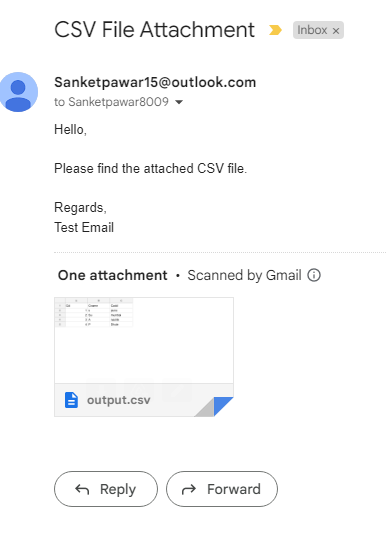 CSV File Attachment
Inbox ×
Sanketpawar15@outlook.com
to Sanketpawar8009
Hello,
Please find the attached CSV file.
Regards,
Test Email
One attachment • Scanned by Gmail
output.csv
Reply
Forward